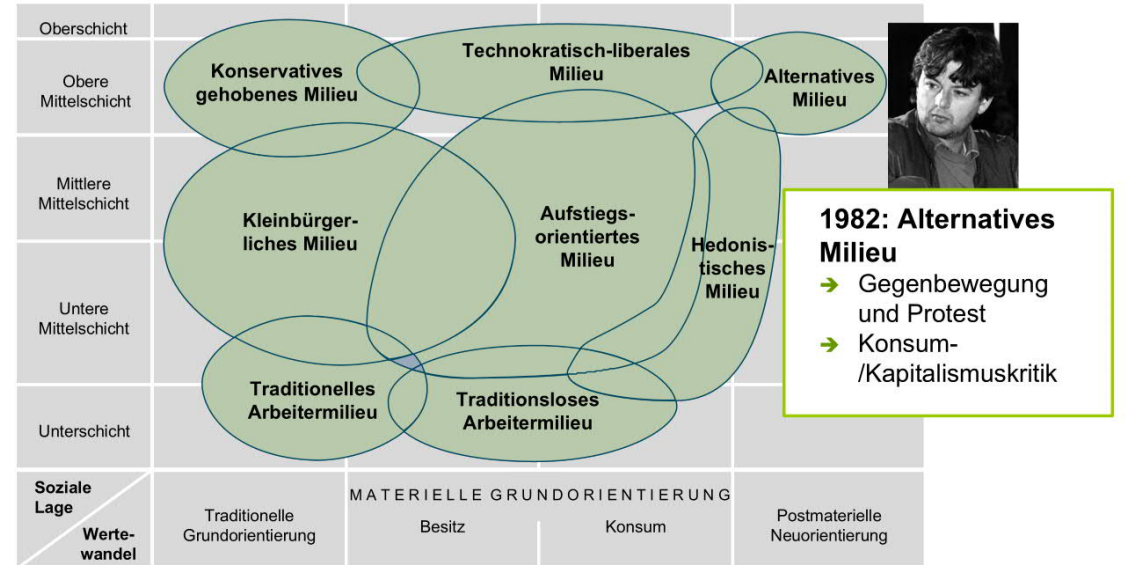 Oberschicht
Obere
Mittelschicht
Mittlere
Mittelschicht
Untere
Mittelschicht
Unterschicht
Konservatives
gehobenes Milieu
Technokratisch-liberales
Milieu
Alternatives
Milieu
Kleinbürger-
liches Milieu
Aufstiegs-
orientiertes
Milieu
Hedonis-
tisches
Milieu
Traditionelles
Arbeitermilieu
Traditionsloses
Arbeitermilieu
1982: Alternatives
Milieu
➔ Gegenbewegung
und Protest
➔ Konsum-
/Kapitalismuskritik
Soziale
Lage
Werte-
wandel
Traditionelle
Grundorientierung
MATERIELLE GRUNDORIENTIERUNG
Besitz
Konsum
Postmaterielle
Neuorientierung